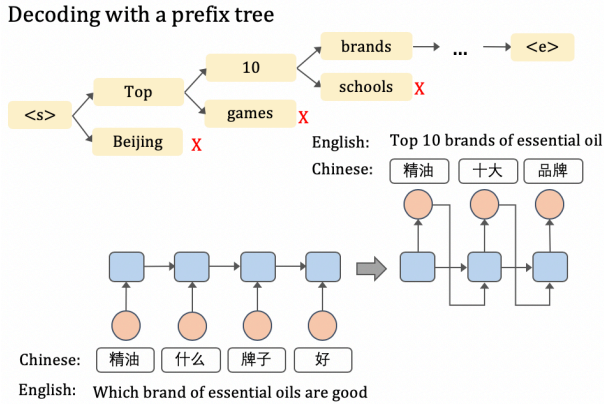 Decoding with a prefix tree
brands
...
<e>
10
Top
schools
X
<s>
games
X
Beijing
X
English: Top 10 brands of essential oil
Chinese: 精油 十大 品牌
Chinese: 精油 什么 牌子 好
English: Which brand of essential oils are good